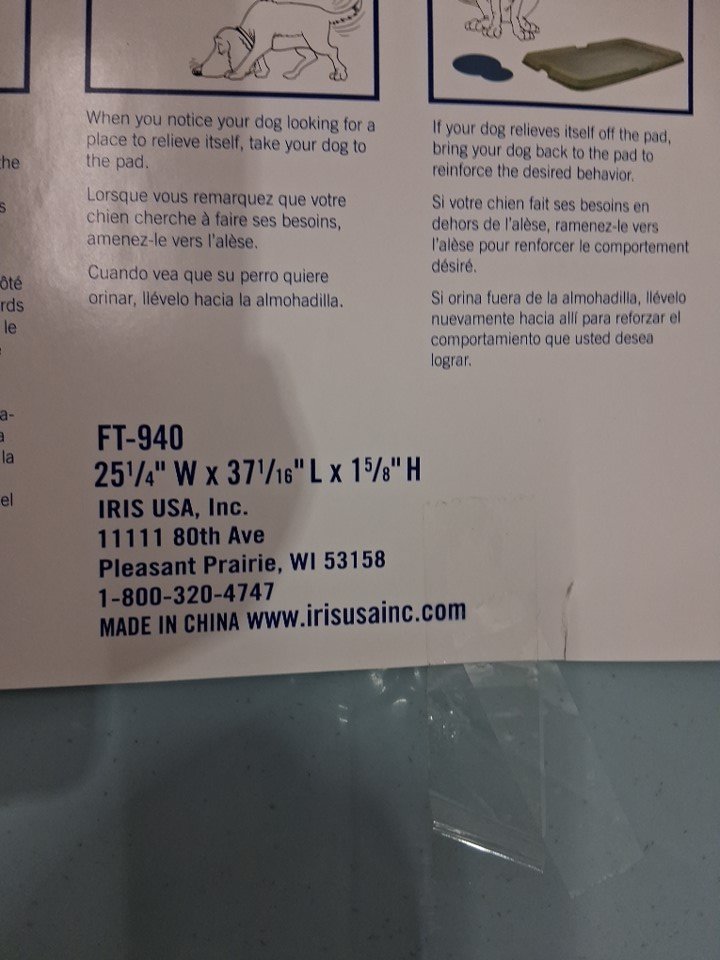 the
s
ôté
rds
le
a-
a
la
el
When you notice your dog looking for a
place to relieve itself, take your dog to
the pad.
Lorsque vous remarquez que votre
chien cherche à faire ses besoins,
amenez-le vers l'alèse.
Cuando vea que su perro quiere
orinar, llévelo hacia la almohadilla.
If your dog relieves itself off the pad,
bring your dog back to the pad to
reinforce the desired behavior.
Si votre chien fait ses besoins en
dehors de l'alèse, ramenez-le vers
l'alèse pour renforcer le comportement
désiré.
Si orina fuera de la almohadilla, llévelo
nuevamente hacia allí para reforzar el
comportamiento que usted desea
lograr.
FT-940
25 1/4" W x 37 1/16" L x 1 5/8" H
IRIS USA, Inc.
11111 80th Ave
Pleasant Prairie, WI 53158
1-800-320-4747
MADE IN CHINA www.irisusainc.com